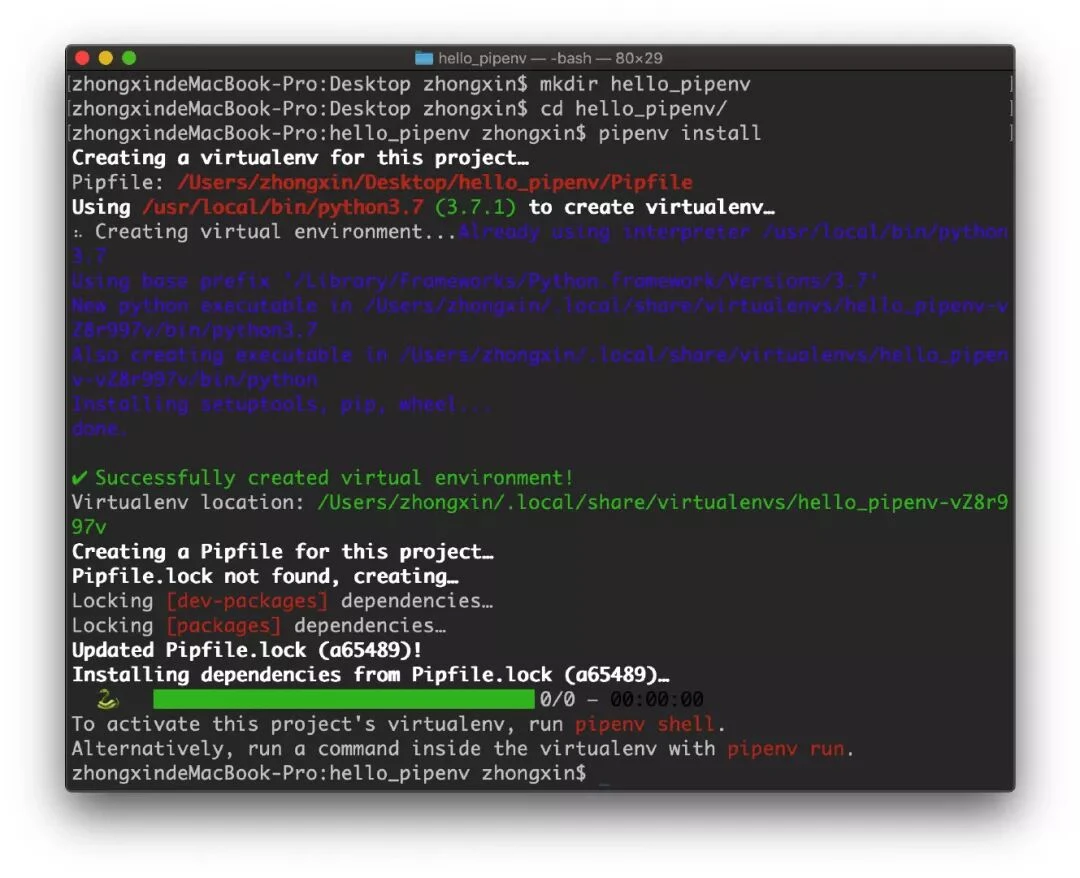 hello_pipenv — -bash — 80×29
[zhongxindeMacBook-Pro:Desktop zhongxin$ mkdir hello_pipenv ]
[zhongxindeMacBook-Pro:Desktop zhongxin$ cd hello_pipenv/ ]
[zhongxindeMacBook-Pro:hello_pipenv zhongxin$ pipenv install ]
Creating a virtualenv for this project…
Pipfile: /Users/zhongxin/Desktop/hello_pipenv/Pipfile
Using /usr/local/bin/python3.7 (3.7.1) to create virtualenv…
⠦ Creating virtual environment...Already using interpreter /usr/local/bin/python
3.7
Using base prefix '/Library/Frameworks/Python.framework/Versions/3.7'
New python executable in /Users/zhongxin/.local/share/virtualenvs/hello_pipenv-v
Z8r997v/bin/python3.7
Also creating executable in /Users/zhongxin/.local/share/virtualenvs/hello_pipen
v-vZ8r997v/bin/python
Installing setuptools, pip, wheel...
done.
✔ Successfully created virtual environment!
Virtualenv location: /Users/zhongxin/.local/share/virtualenvs/hello_pipenv-vZ8r9
97v
Creating a Pipfile for this project…
Pipfile.lock not found, creating…
Locking [dev-packages] dependencies…
Locking [packages] dependencies…
Updated Pipfile.lock (a65489)!
Installing dependencies from Pipfile.lock (a65489)…
0/0 — 00:00:00
To activate this project's virtualenv, run pipenv shell.
Alternatively, run a command inside the virtualenv with pipenv run.
zhongxindeMacBook-Pro:hello_pipenv zhongxin$